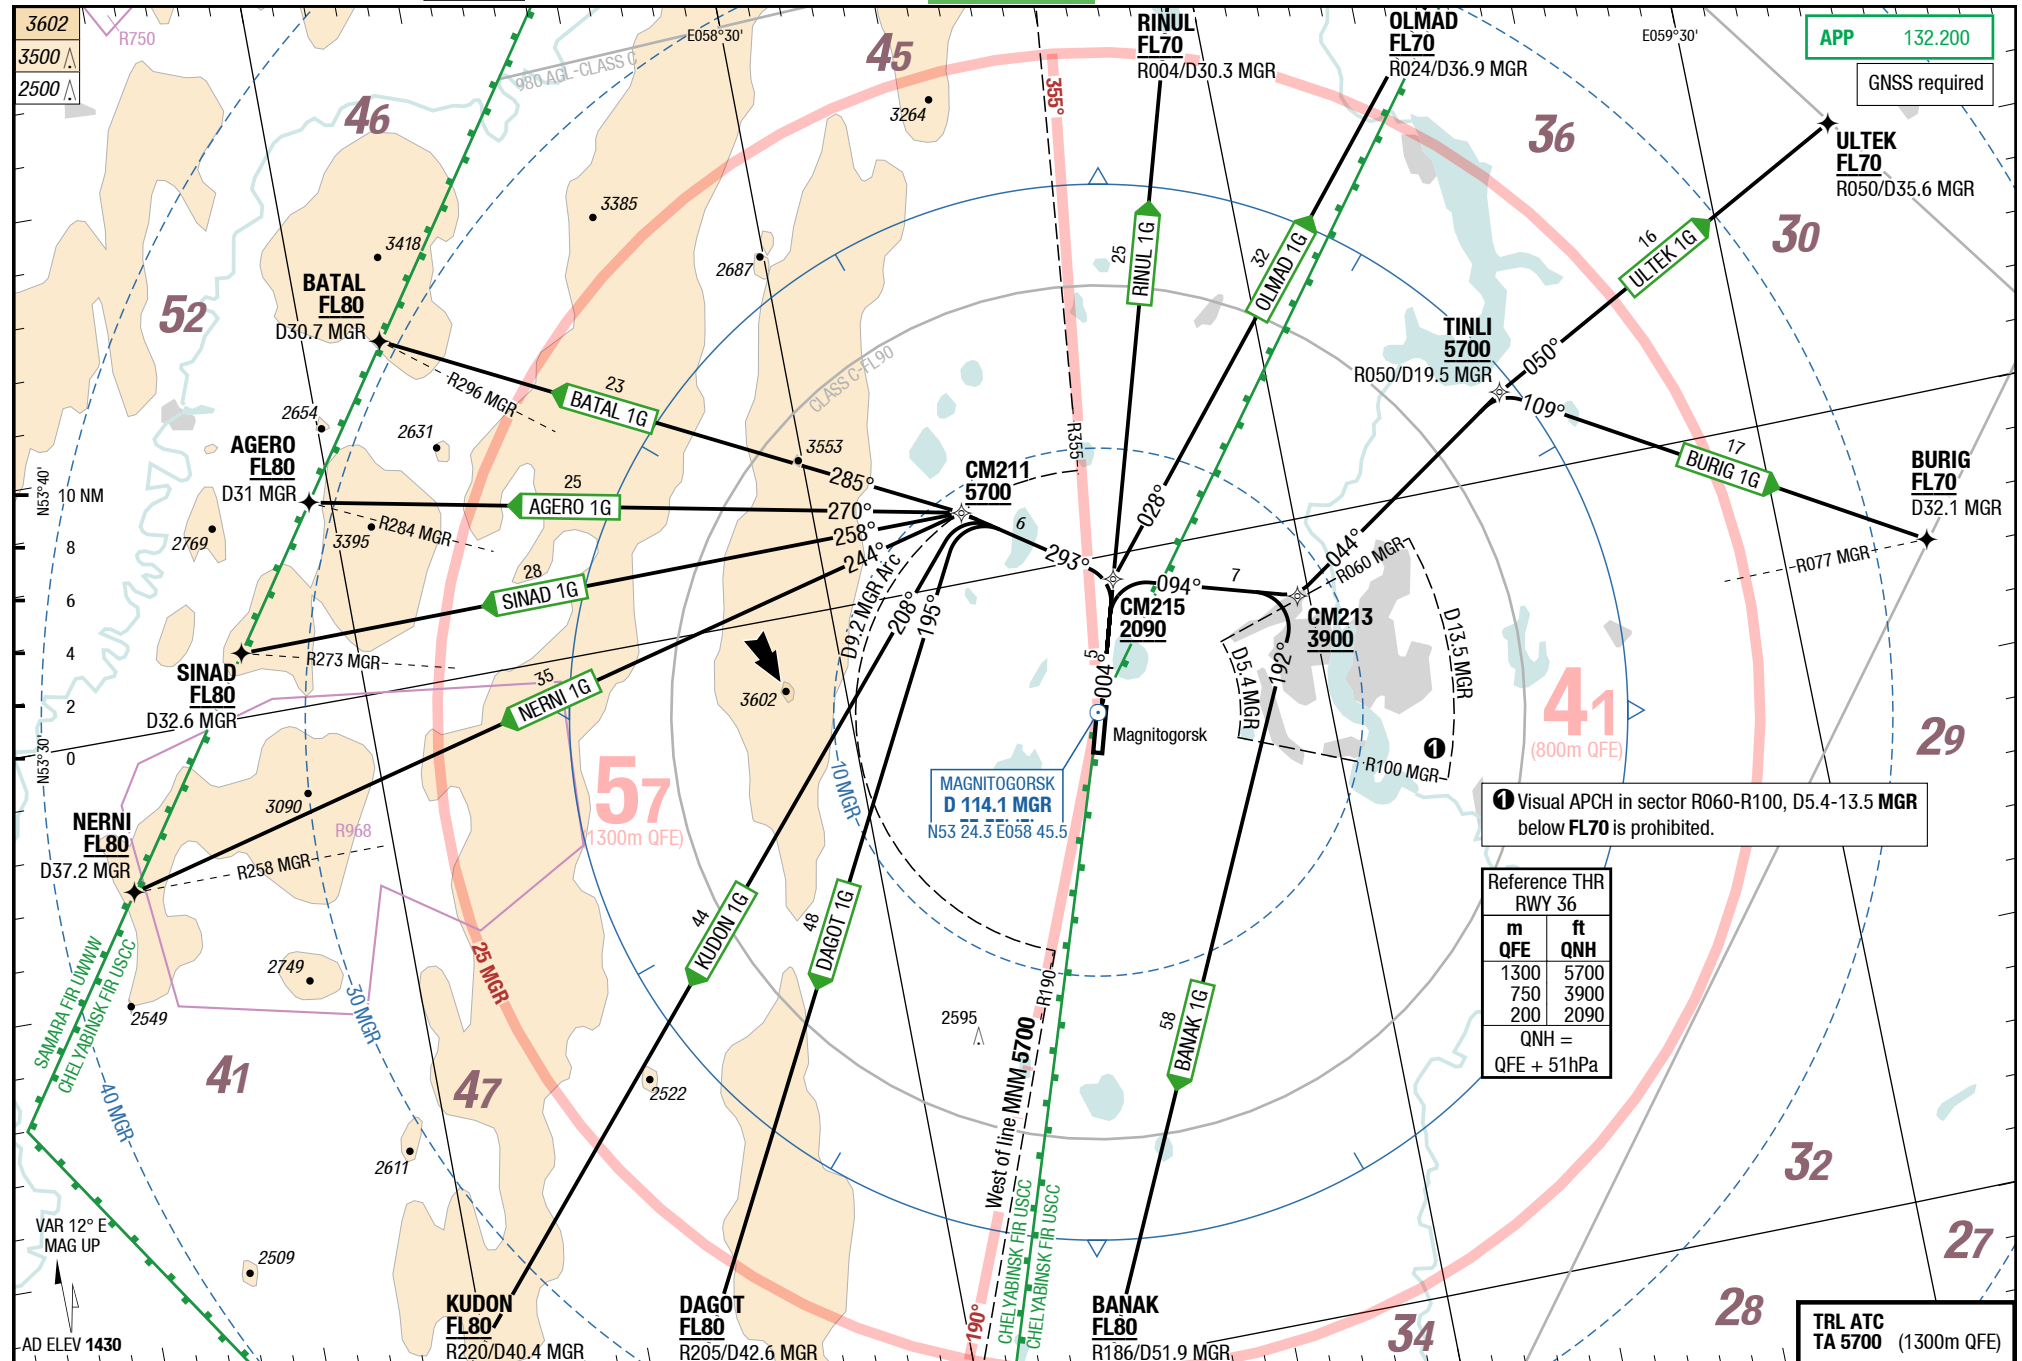 3602
3500
2500
R750
980 AGL-CLASS C
E058°30'
45
3264
RINUL
FL70
R004/D30.3 MGR
OLMAD
FL70
R024/D36.9 MGR
E059°30'
APP 132.200
GNSS required
46
355°
36
ULTEK
FL70
R050/D35.6 MGR
30
3385
3418
2687
BATAL
FL80
D30.7 MGR
52
25
RINUL 1G
32
OLMAD 1G
16
ULTEK 1G
TINLI
5700
R050/D19.5 MGR
050°
109°
17
BURIG 1G
BURIG
FL70
D32.1 MGR
R077 MGR
R296 MGR
23
BATAL 1G
CLASS C-FL90
2654
2631
3553
R355
AGERO
FL80
D31 MGR
N53°40'
10 NM
8
6
4
2
0
N53°30'
2769
3395
R284 MGR
25
AGERO 1G
285°
270°
258°
244°
CM211
5700
6
293°
028°
044°
R060 MGR
094°
7
CM215
2090
CM213
3900
D9.2 MGR Arc
208°
195°
28
SINAD 1G
SINAD
FL80
D32.6 MGR
R273 MGR
35
NERNI 1G
3602
5
004°
192°
D5.4 MGR
D13.5 MGR
R100 MGR
1
Magnitogorsk
41
(800m QFE)
29
57
(1300m QFE)
10 MGR
MAGNITOGORSK
D 114.1 MGR
N53 24.3 E058 45.5
1 Visual APCH in sector R060-R100, D5.4-13.5 MGR
below FL70 is prohibited.
NERNI
FL80
D37.2 MGR
3090
R968
R258 MGR
Reference THR
RWY 36
m ft
QFE QNH
1300 5700
750 3900
200 2090
QNH =
QFE + 51hPa
44
KUDON 1G
48
DAGOT 1G
58
BANAK 1G
25 MGR
R190
2749
2549
30 MGR
2595
SAMARA FIR UWWW
CHELYABINSK FIR USCC
41
40 MGR
47
2522
2611
West of line MNM 5700
CHELYABINSK FIR USCC
CHELYABINSK FIR USCC
32
27
28
34
VAR 12° E
MAG UP
2509
AD ELEV 1430
KUDON
FL80
R220/D40.4 MGR
DAGOT
FL80
R205/D42.6 MGR
190°
BANAK
FL80
R186/D51.9 MGR
TRL ATC
TA 5700 (1300m QFE)